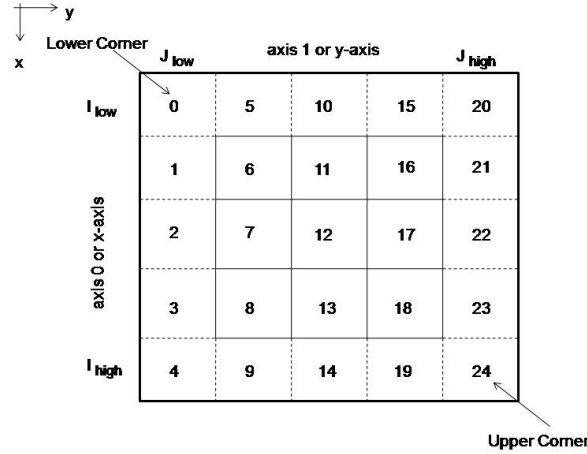 y
x
Lower Corner
J low
axis 1 or y-axis
J high
I low
0 5 10 15 20
1 6 11 16 21
2 7 12 17 22
axis 0 or x-axis
3 8 13 18 23
I high
4 9 14 19 24
Upper Corner